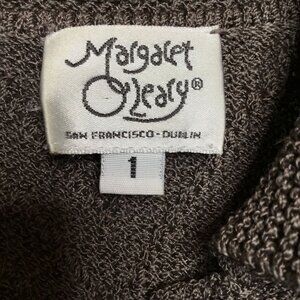 Margaret
O'Leary®
SAN FRANCISCO - DUBLIN
1